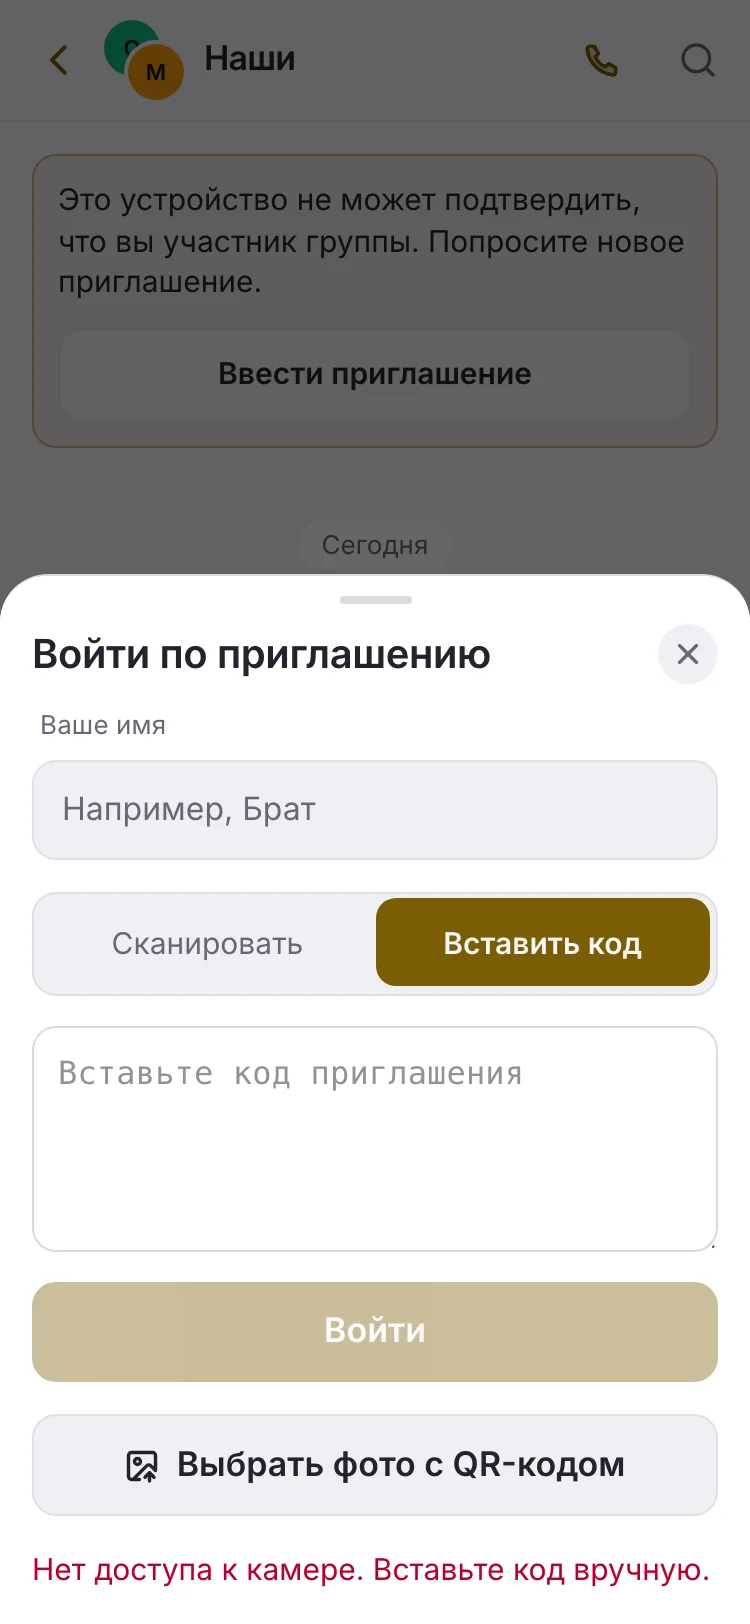 Наши
М
Это устройство не может подтвердить,
что вы участник группы. Попросите новое
приглашение.
Ввести приглашение
Сегодня
Войти по приглашению
Ваше имя
Например, Брат
Сканировать
Вставить код
Вставьте код приглашения
Войти
Выбрать фото с QR-кодом
Нет доступа к камере. Вставьте код вручную.